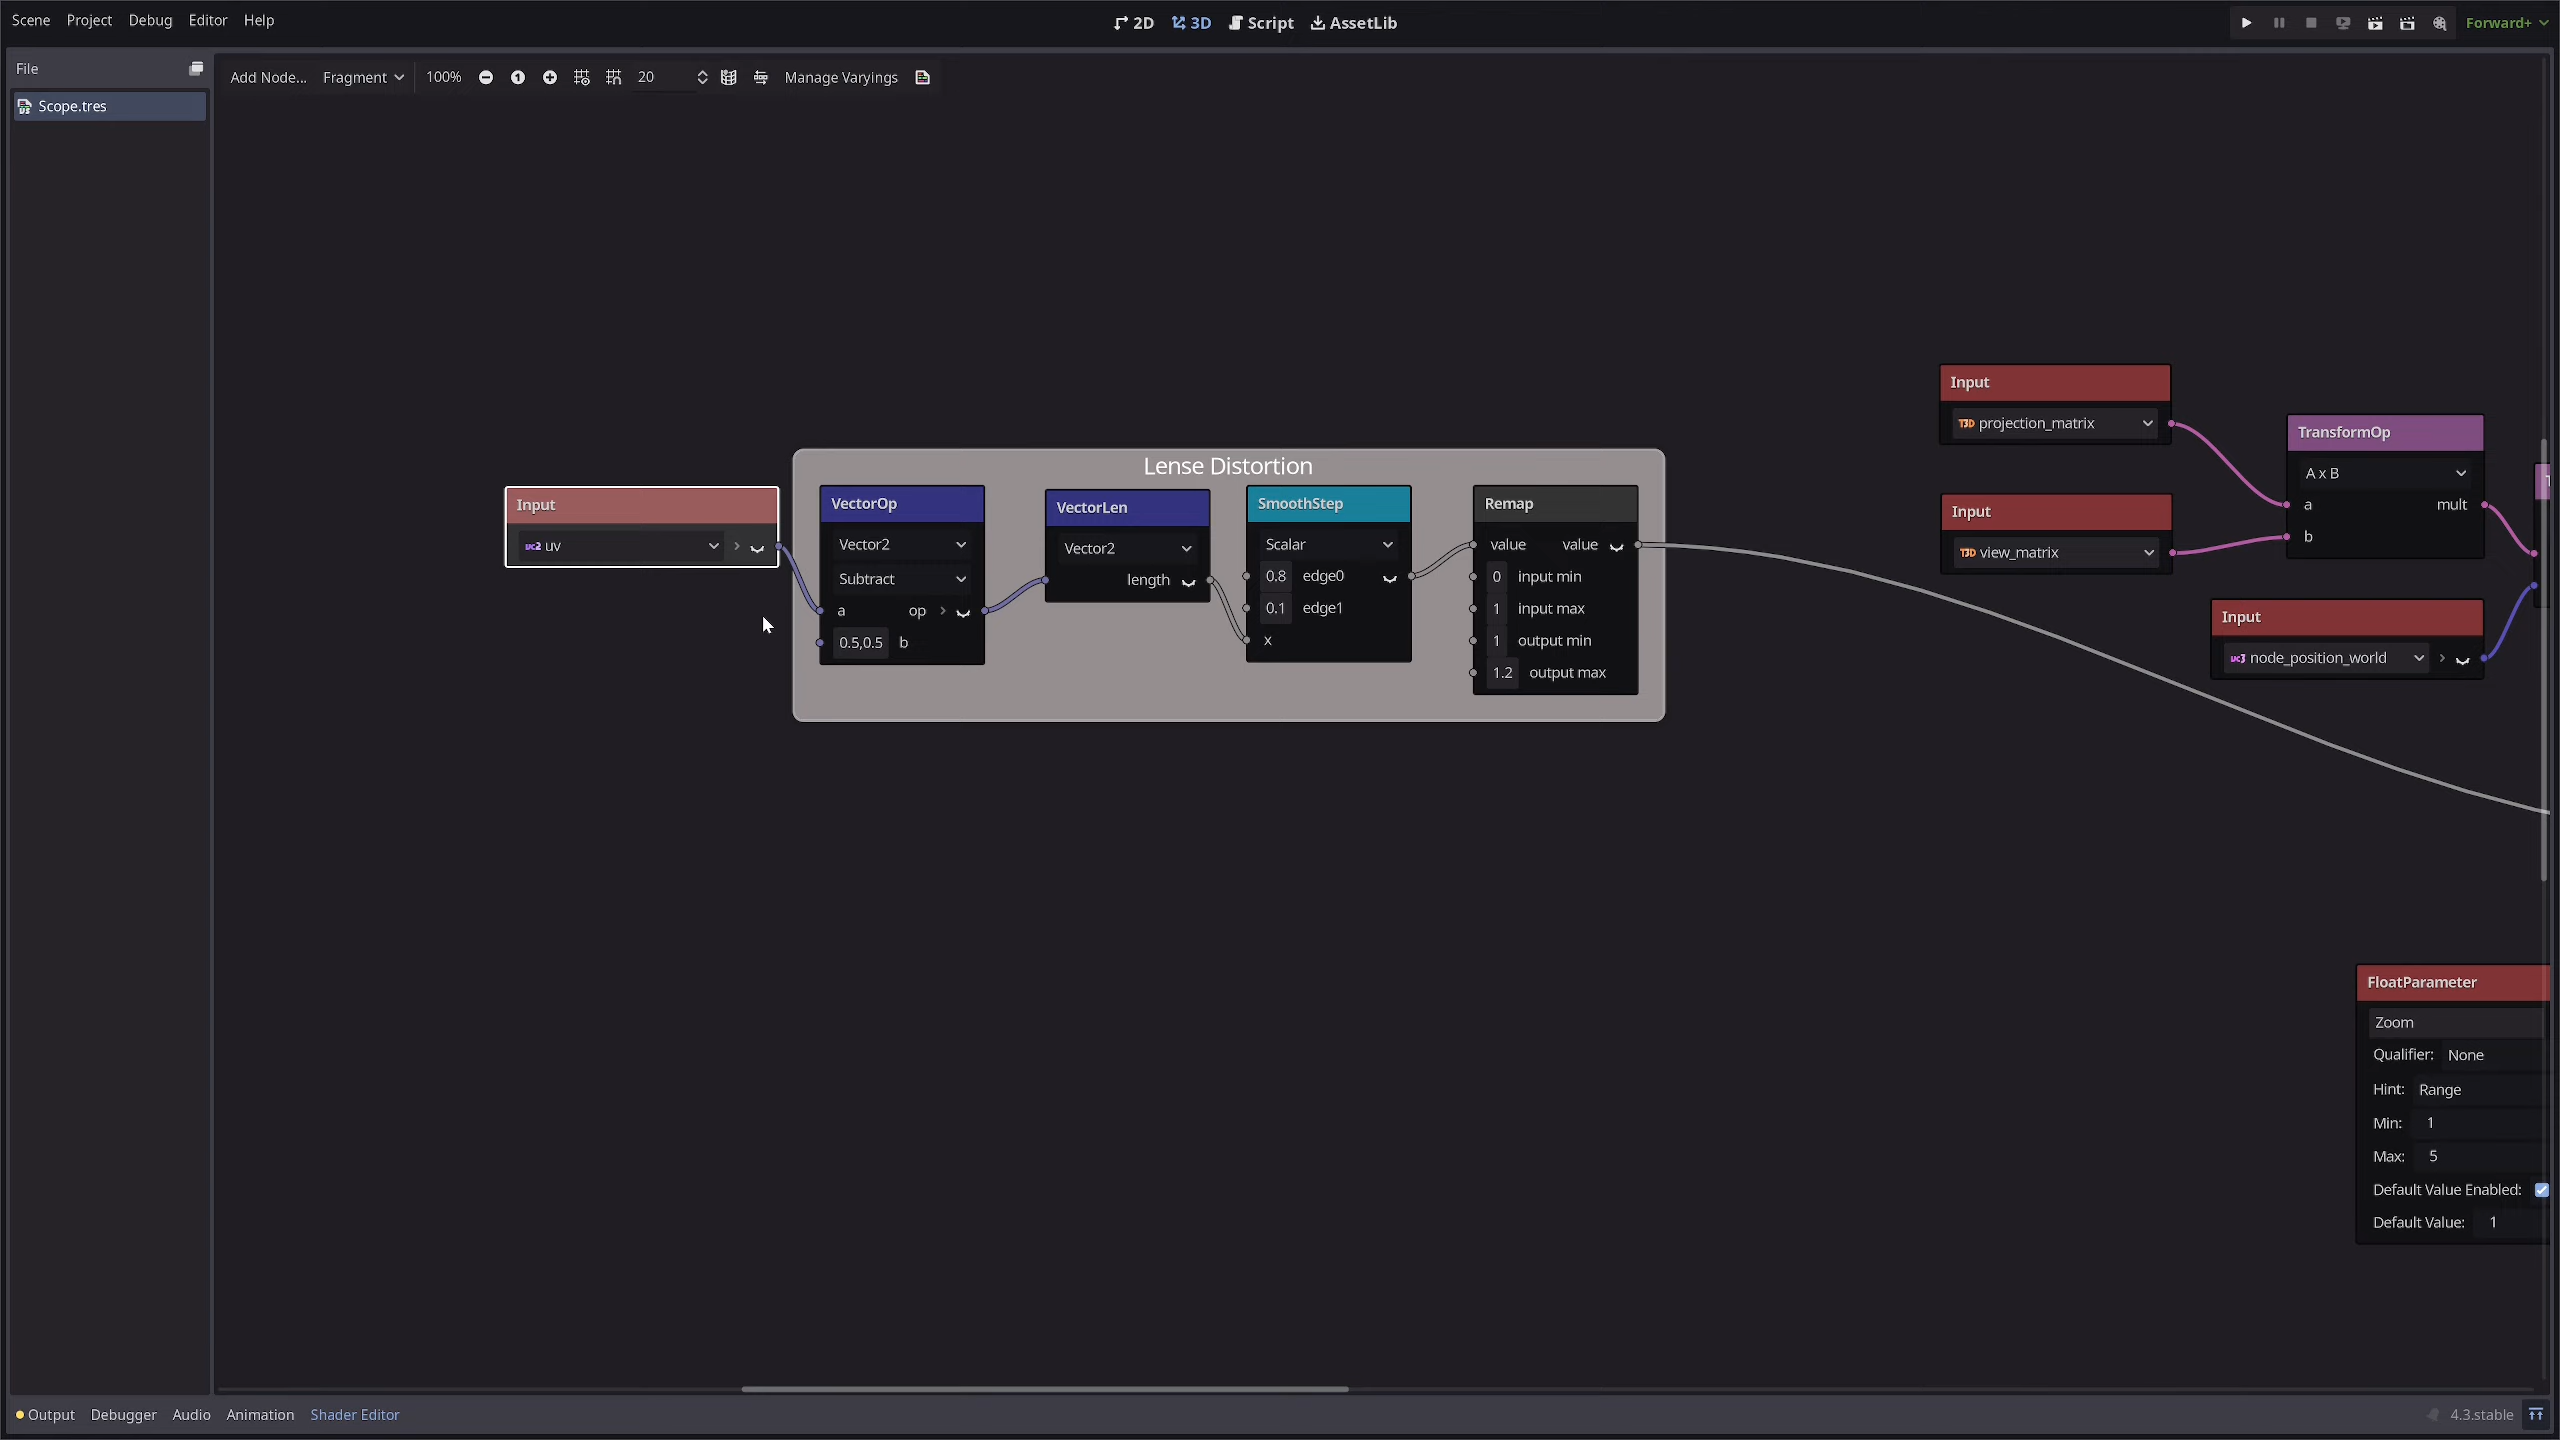 Scene Project Debug Editor Help
2D 3D Script AssetLib
Forward+
File
Scope.tres
Add Node... Fragment 100% 1 20 Manage Varyings
Lense Distortion
Input
uv
VectorOp
Vector2
Subtract
a op
0.5,0.5 b
VectorLen
Vector2
length
SmoothStep
Scalar
0.8 edge0
0.1 edge1
x
Remap
value value
0 input min
1 input max
1 output min
1.2 output max
Input
projection_matrix
Input
view_matrix
TransformOp
A x B
a mult
b
Input
node_position_world
FloatParameter
Zoom
Qualifier: None
Hint: Range
Min: 1
Max: 5
Default Value Enabled:
Default Value: 1
Output Debugger Audio Animation Shader Editor
4.3.stable